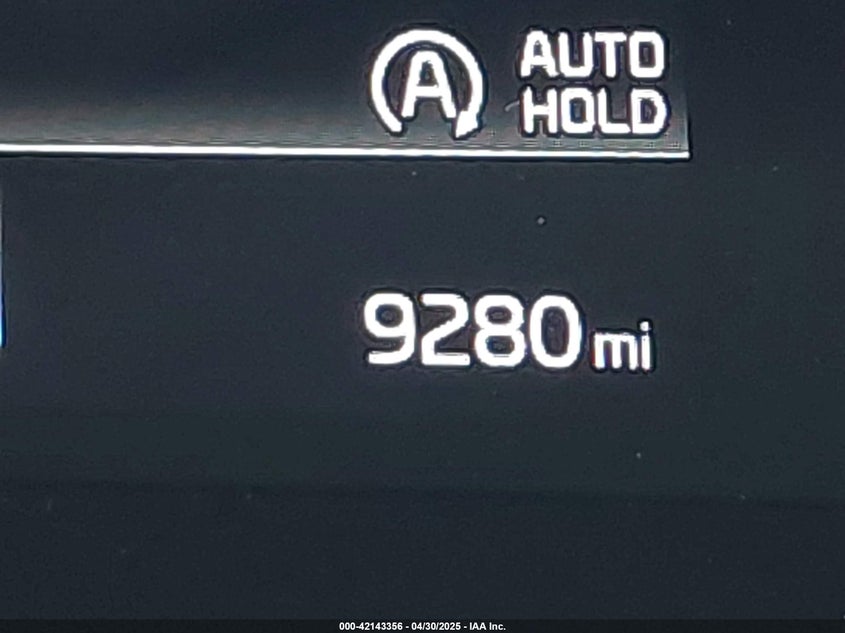 A AUTO
HOLD
9280 mi
000-42143356 - 04/30/2025 - IAA Inc.